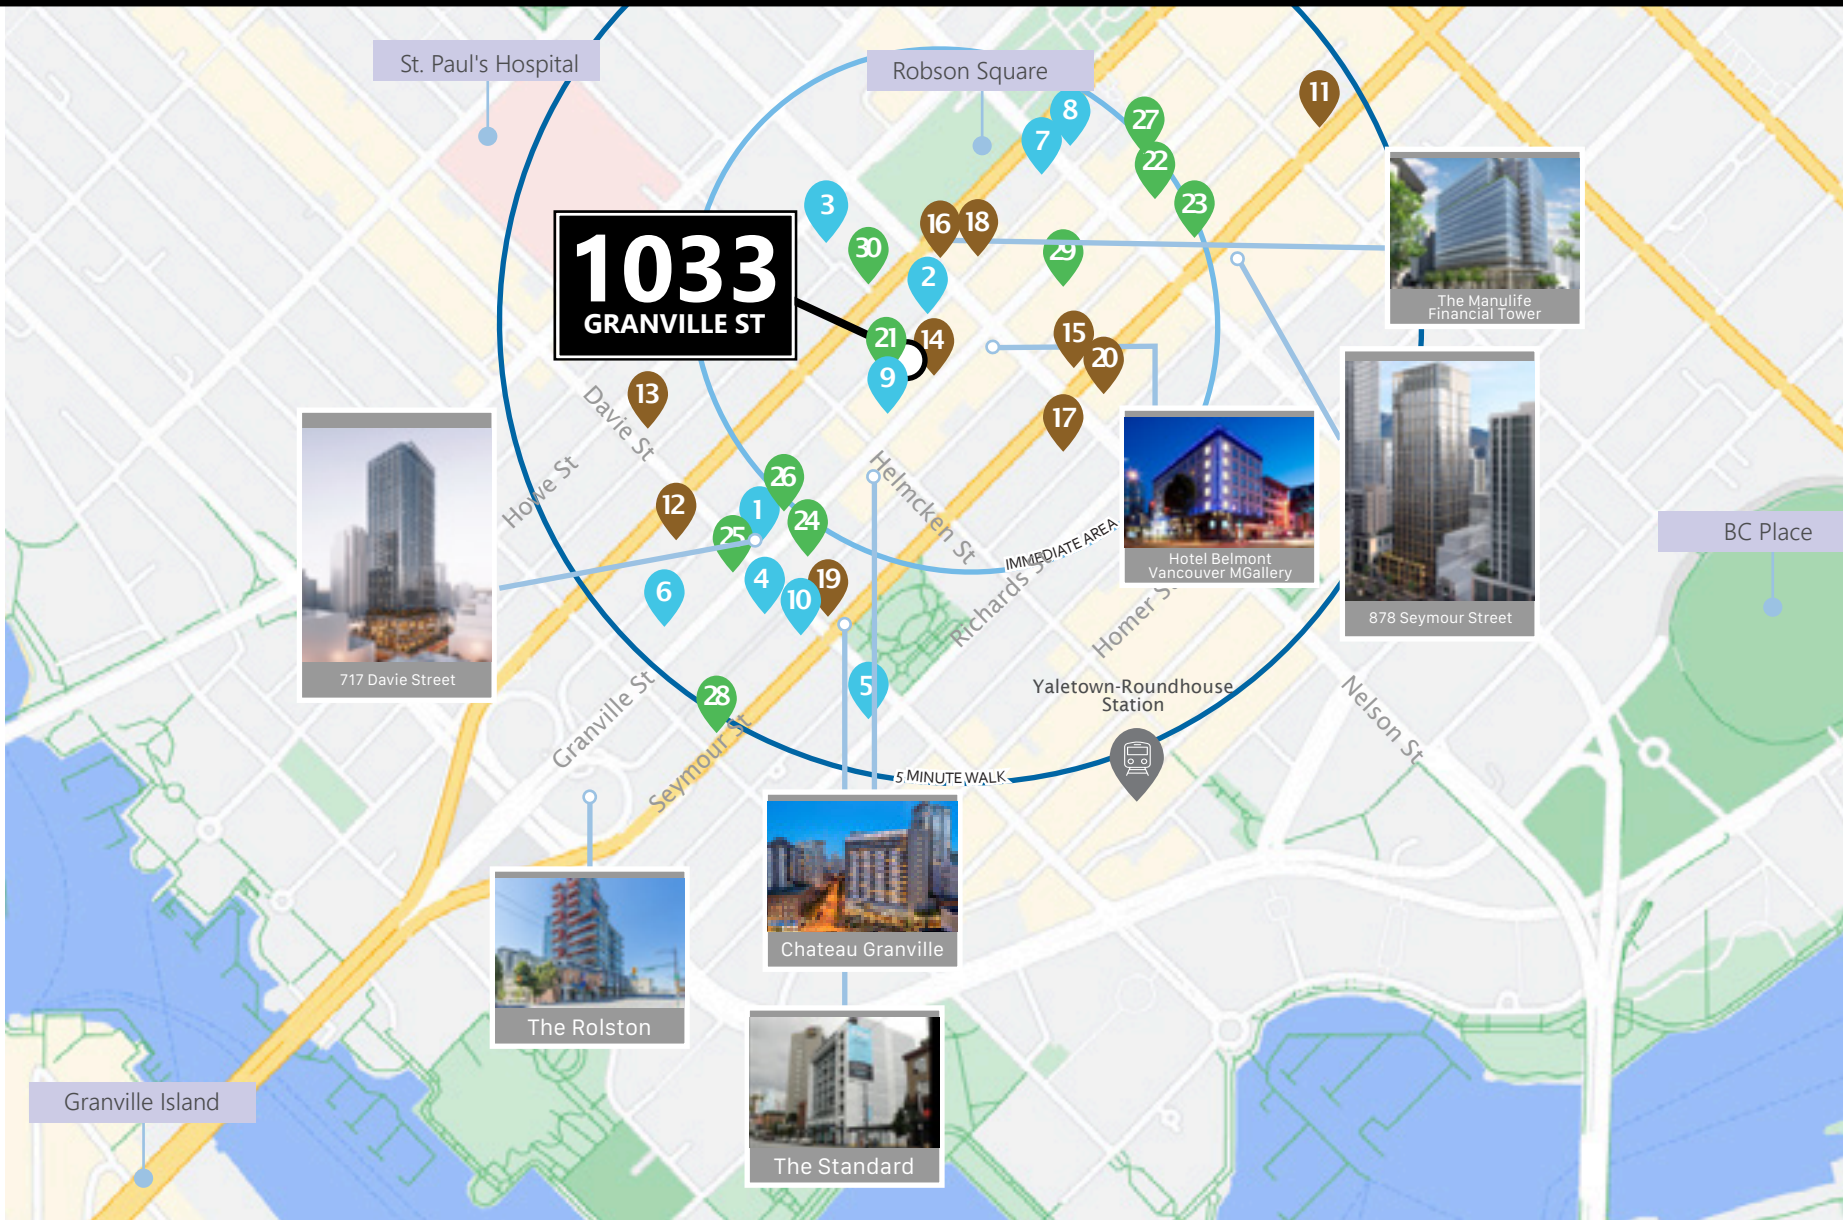 St. Paul's Hospital
Robson Square
8
7
27
22
23
11
3
30
16
18
29
2
1033
GRANVILLE ST
21
14
9
15
20
17
13
The Manulife
Financial Tower
Davie St
Howe St
Helmcken St
26
1
25
24
12
6
4
10
19
IMMEDIATE AREA
Richards St
Homer St
Hotel Belmont
Vancouver MGallery
878 Seymour Street
BC Place
717 Davie Street
28
5
Granville St
Seymour St
Yaletown-Roundhouse
Station
Nelson St
5 MINUTE WALK
Chateau Granville
The Rolston
The Standard
Granville Island